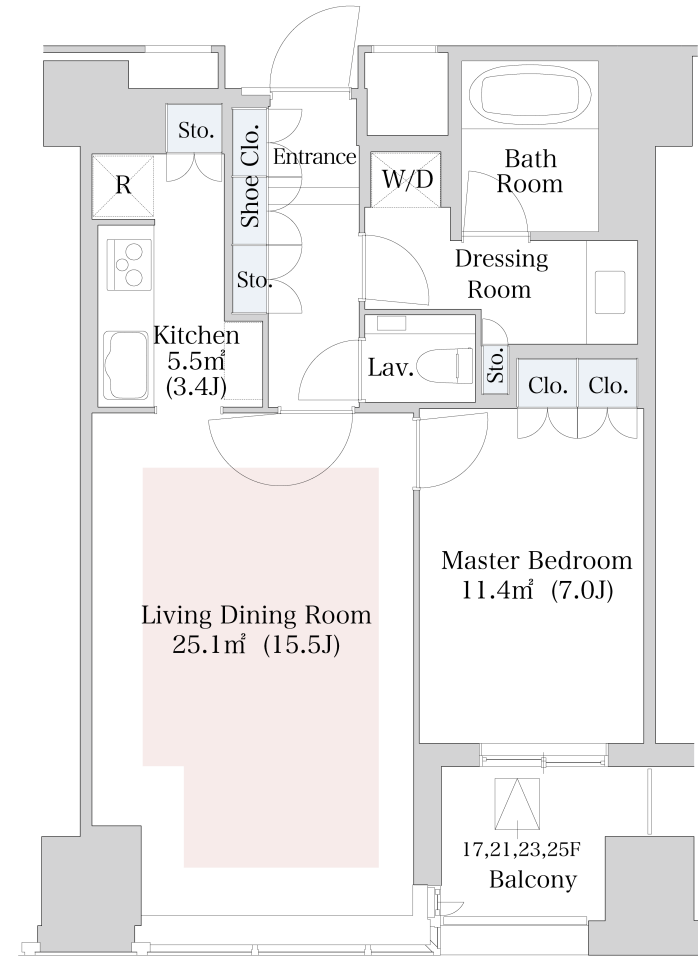 Sto.
Shoe Clo.
Entrance
R
W/D
Bath
Room
Sto.
Dressing
Room
Kitchen
5.5㎡
(3.4J)
Lav.
Sto.
Clo.
Clo.
Master Bedroom
11.4㎡ (7.0J)
Living Dining Room
25.1㎡ (15.5J)
17,21,23,25F
Balcony